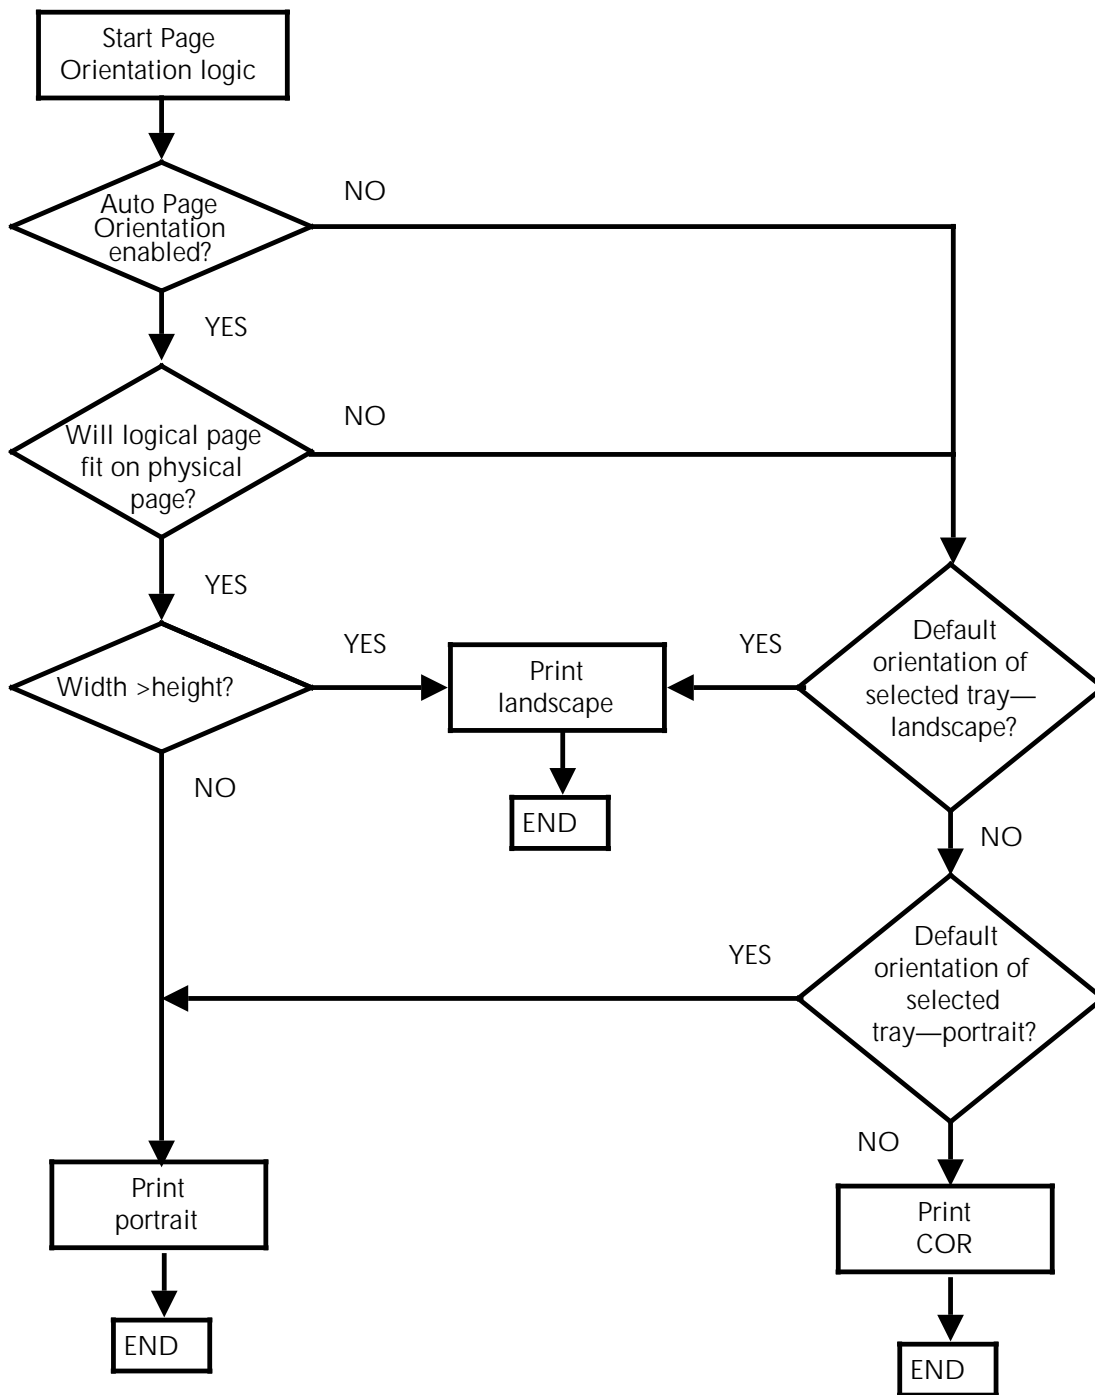 Start Page
Orientation logic
NO
Auto Page
Orientation
enabled?
YES
NO
Will logical page
fit on physical
page?
YES
YES
Width >height?
Print
landscape
YES
Default
orientation of
selected tray—
landscape?
NO
END
NO
YES
Default
orientation of
selected
tray—portrait?
NO
Print
portrait
Print
COR
END
END